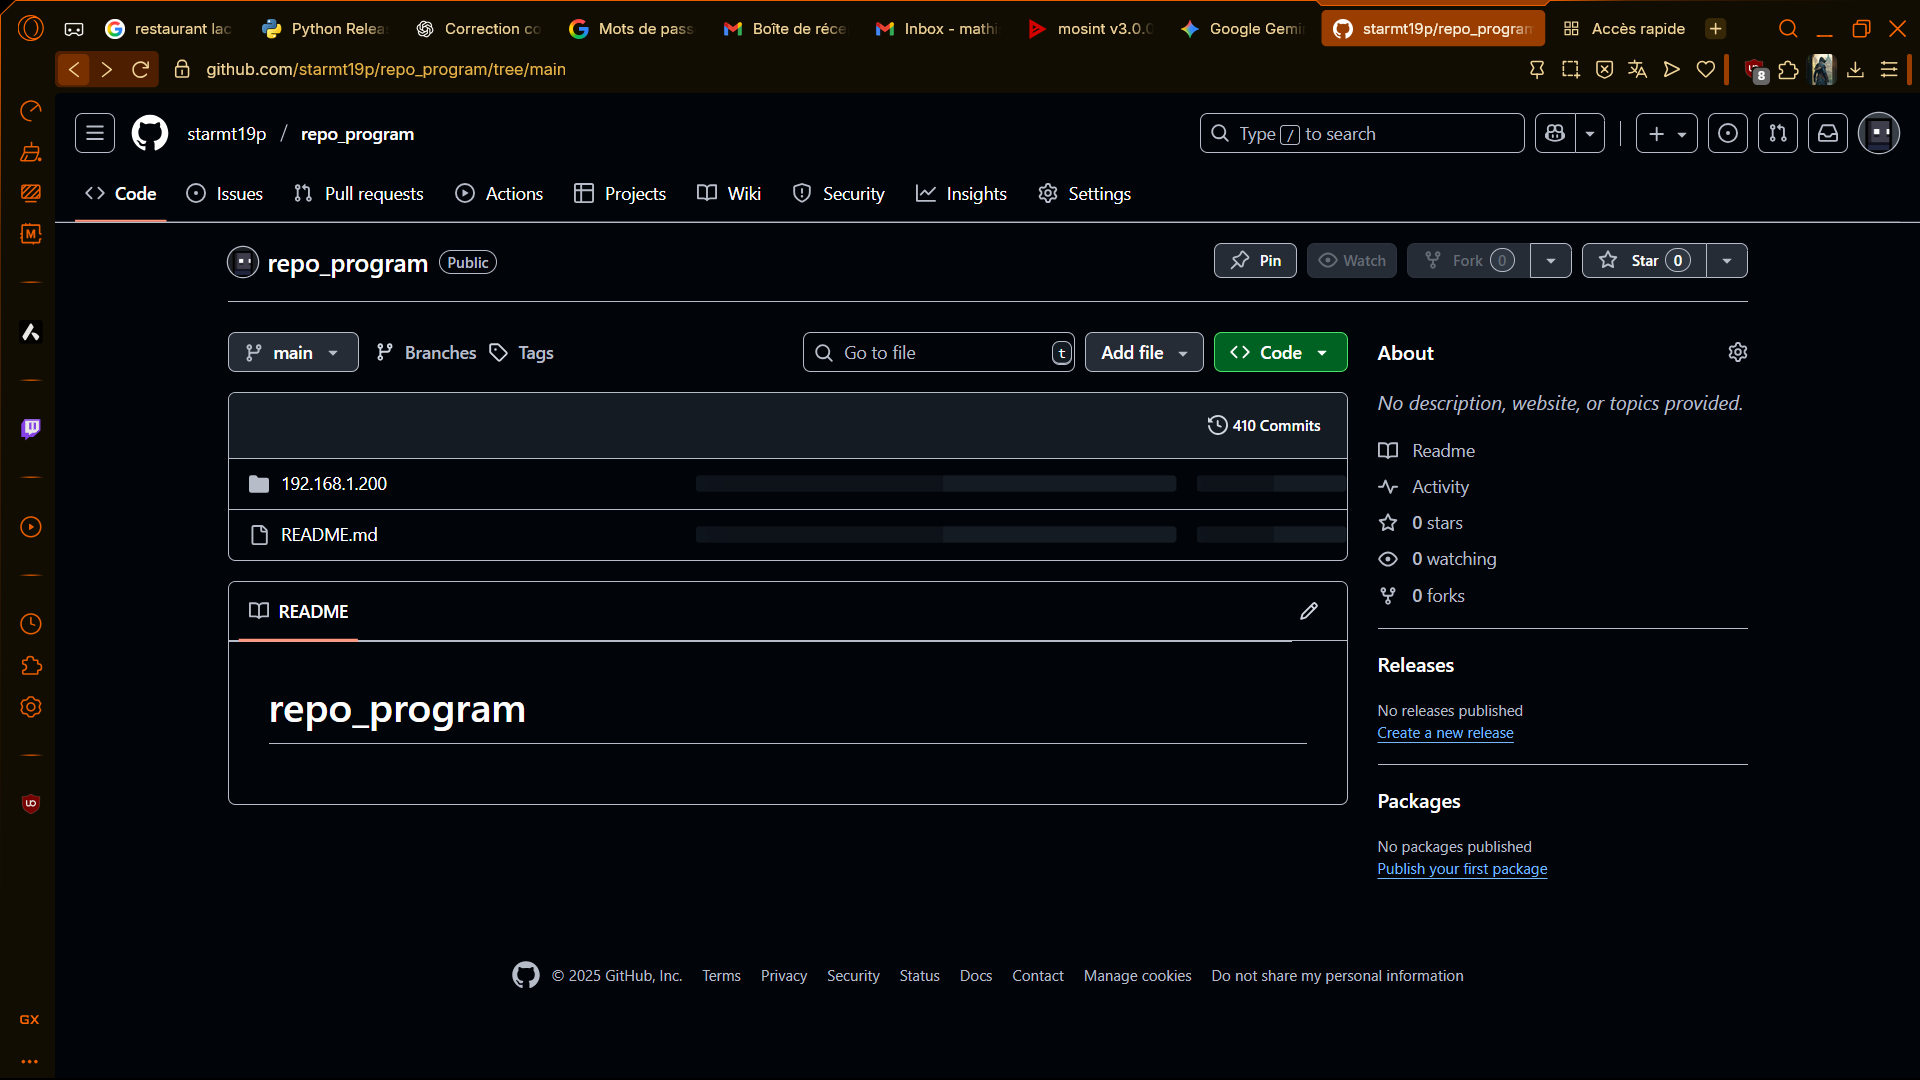 restaurant lac
Python Relea
Correction co
Mots de pass
Boîte de réce
Inbox - mathi
mosint v3.0.0
Google Gemi
starmt19p/repo_program
Accès rapide
github.com/starmt19p/repo_program/tree/main
8
starmt19p / repo_program
Type / to search
Code
Issues
Pull requests
Actions
Projects
Wiki
Security
Insights
Settings
repo_program Public
Pin
Watch
Fork 0
Star 0
main
Branches
Tags
Go to file t
Add file
Code
410 Commits
192.168.1.200
README.md
README
repo_program
About
No description, website, or topics provided.
Readme
Activity
0 stars
0 watching
0 forks
Releases
No releases published
Create a new release
Packages
No packages published
Publish your first package
© 2025 GitHub, Inc. Terms Privacy Security Status Docs Contact Manage cookies Do not share my personal information
M
GX